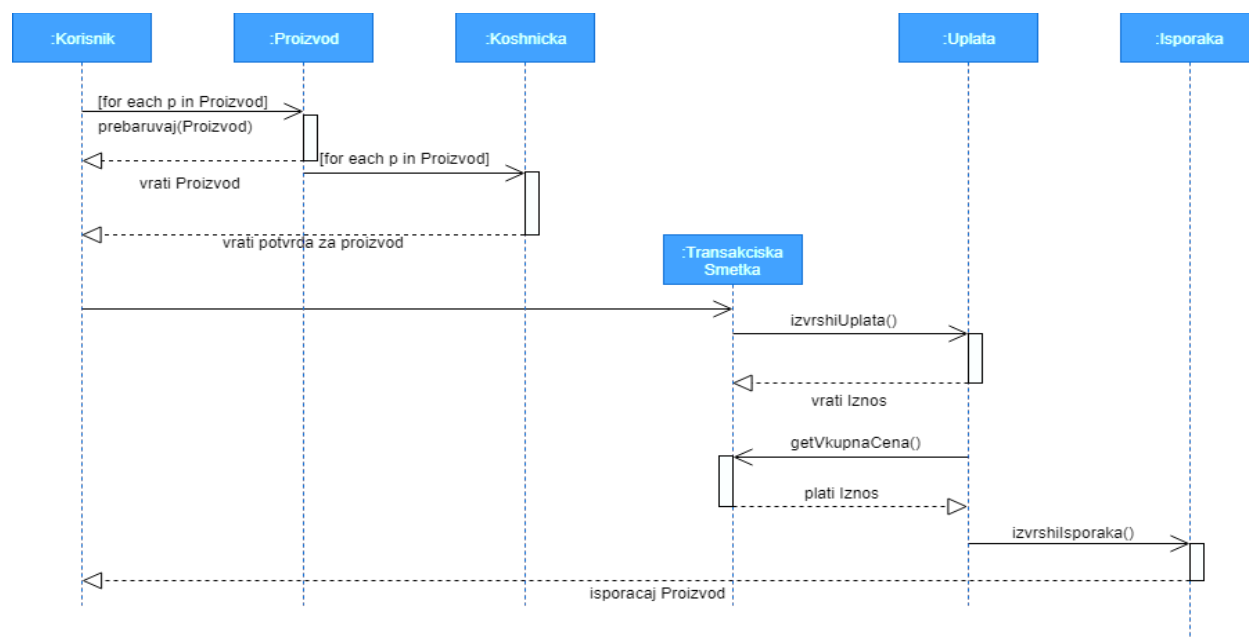 :Korisnik
:Proizvod
:Koshnicka
:Uplata
:Isporaka
[for each p in Proizvod]
prebaruvaj(Proizvod)
[for each p in Proizvod]
vrati Proizvod
vrati potvrda za proizvod
:Transakciska
Smetka
izvrshiUplata()
vrati Iznos
getVkupnaCena()
plati Iznos
izvrshiIsporaka()
isporacaj Proizvod